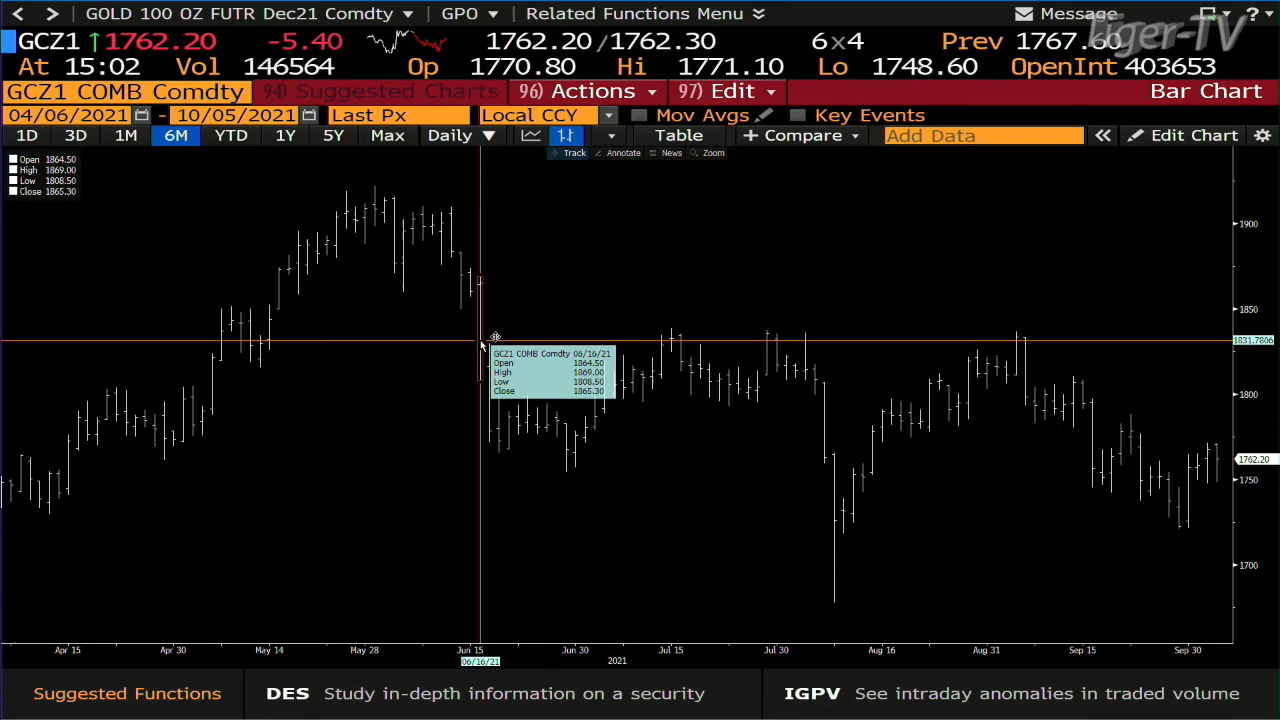 GOLD 100 OZ FUTR Dec21 Comdty GPO Related Functions Menu Message ?
Tiger-TV
GCZ1 ↑1762.20 -5.40 1762.20/1762.30 6x4 Prev 1767.60
At 15:02 Vol 146564 Op 1770.80 Hi 1771.10 Lo 1748.60 OpenInt 403653
GCZ1 COMB Comdty 94) Suggested Charts 96) Actions 97) Edit Bar Chart
04/06/2021 - 10/05/2021 Last Px Local CCY Mov Avgs Key Events
1D 3D 1M 6M YTD 1Y 5Y Max Daily ▼ Table + Compare Add Data « Edit Chart
Track Annotate News Zoom
Open 1864.50
High 1869.00
Low 1808.50
Close 1865.30
1900
1850
1831.7806
GCZ1 COMB Comdty 06/16/21
Open 1864.50
High 1869.00
Low 1808.50
Close 1865.30
1800
1762.20
1750
1700
Apr 15 Apr 30 May 14 May 28 Jun 15 Jun 30 Jul 15 Jul 30 Aug 16 Aug 31 Sep 15 Sep 30
06/16/21 2021
Suggested Functions DES Study in-depth information on a security IGPV See intraday anomalies in traded volume